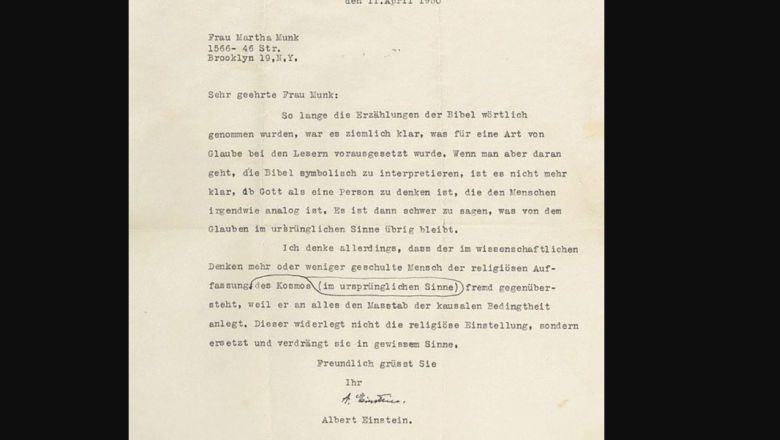 den 11.April 1950
Frau Martha Munk
1566- 46 Str.
Brooklyn 19,N.Y.
Sehr geehrte Frau Munk:
So lange die Erzählungen der Bibel wörtlich
genommen wurden, war es ziemlich klar, was für eine Art von
Glaube bei den Lesern vorausgesetzt wurde. Wenn man aber daran
geht, die Bibel symbolisch zu interpretieren, ist es nicht mehr
klar, ob Gott als eine Person zu denken ist, die den Menschen
irgendwie analog ist. Es ist dann schwer zu sagen, was von dem
Glauben im ursrünglichen Sinne übrig bleibt.
Ich denke allerdings, dass der im wissenschaftlichen
Denken mehr oder weniger geschulte Mensch der religiösen Auf-
fassung des Kosmos (im ursprünglichen Sinne) fremd gegenüber-
steht, weil er an alles den Masstab der kausalen Bedingtheit
anlegt. Dieser widerlegt nicht die religiöse Einstellung, sondern
ersetzt und verdrängt sie in gewissem Sinne.
Freundlich grüsst Sie
Ihr
A. Einstein.
Albert Einstein.